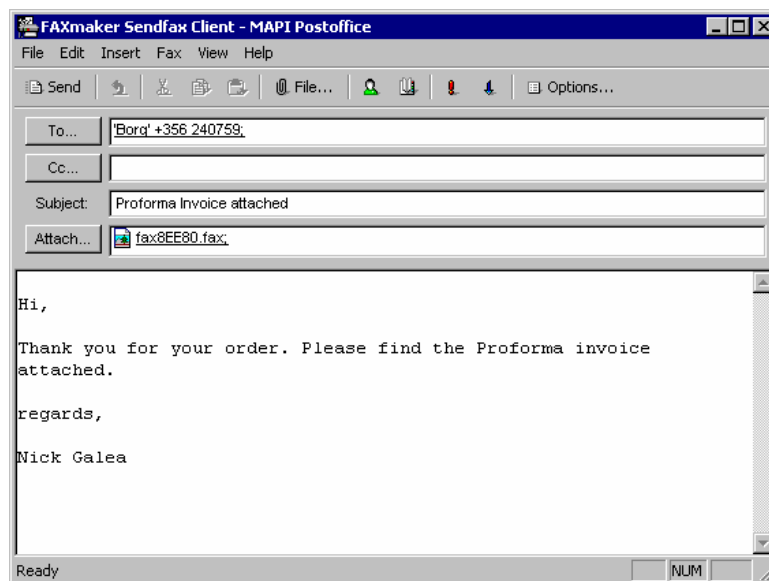 FAXmaker Sendfax Client - MAPI Postoffice
File Edit Insert Fax View Help
Send File... Options...
To... 'Borg' +356 240759;
Cc...
Subject: Proforma Invoice attached
Attach... fax8EE80.fax;
Hi,
Thank you for your order. Please find the Proforma invoice
attached.
regards,
Nick Galea
Ready NUM